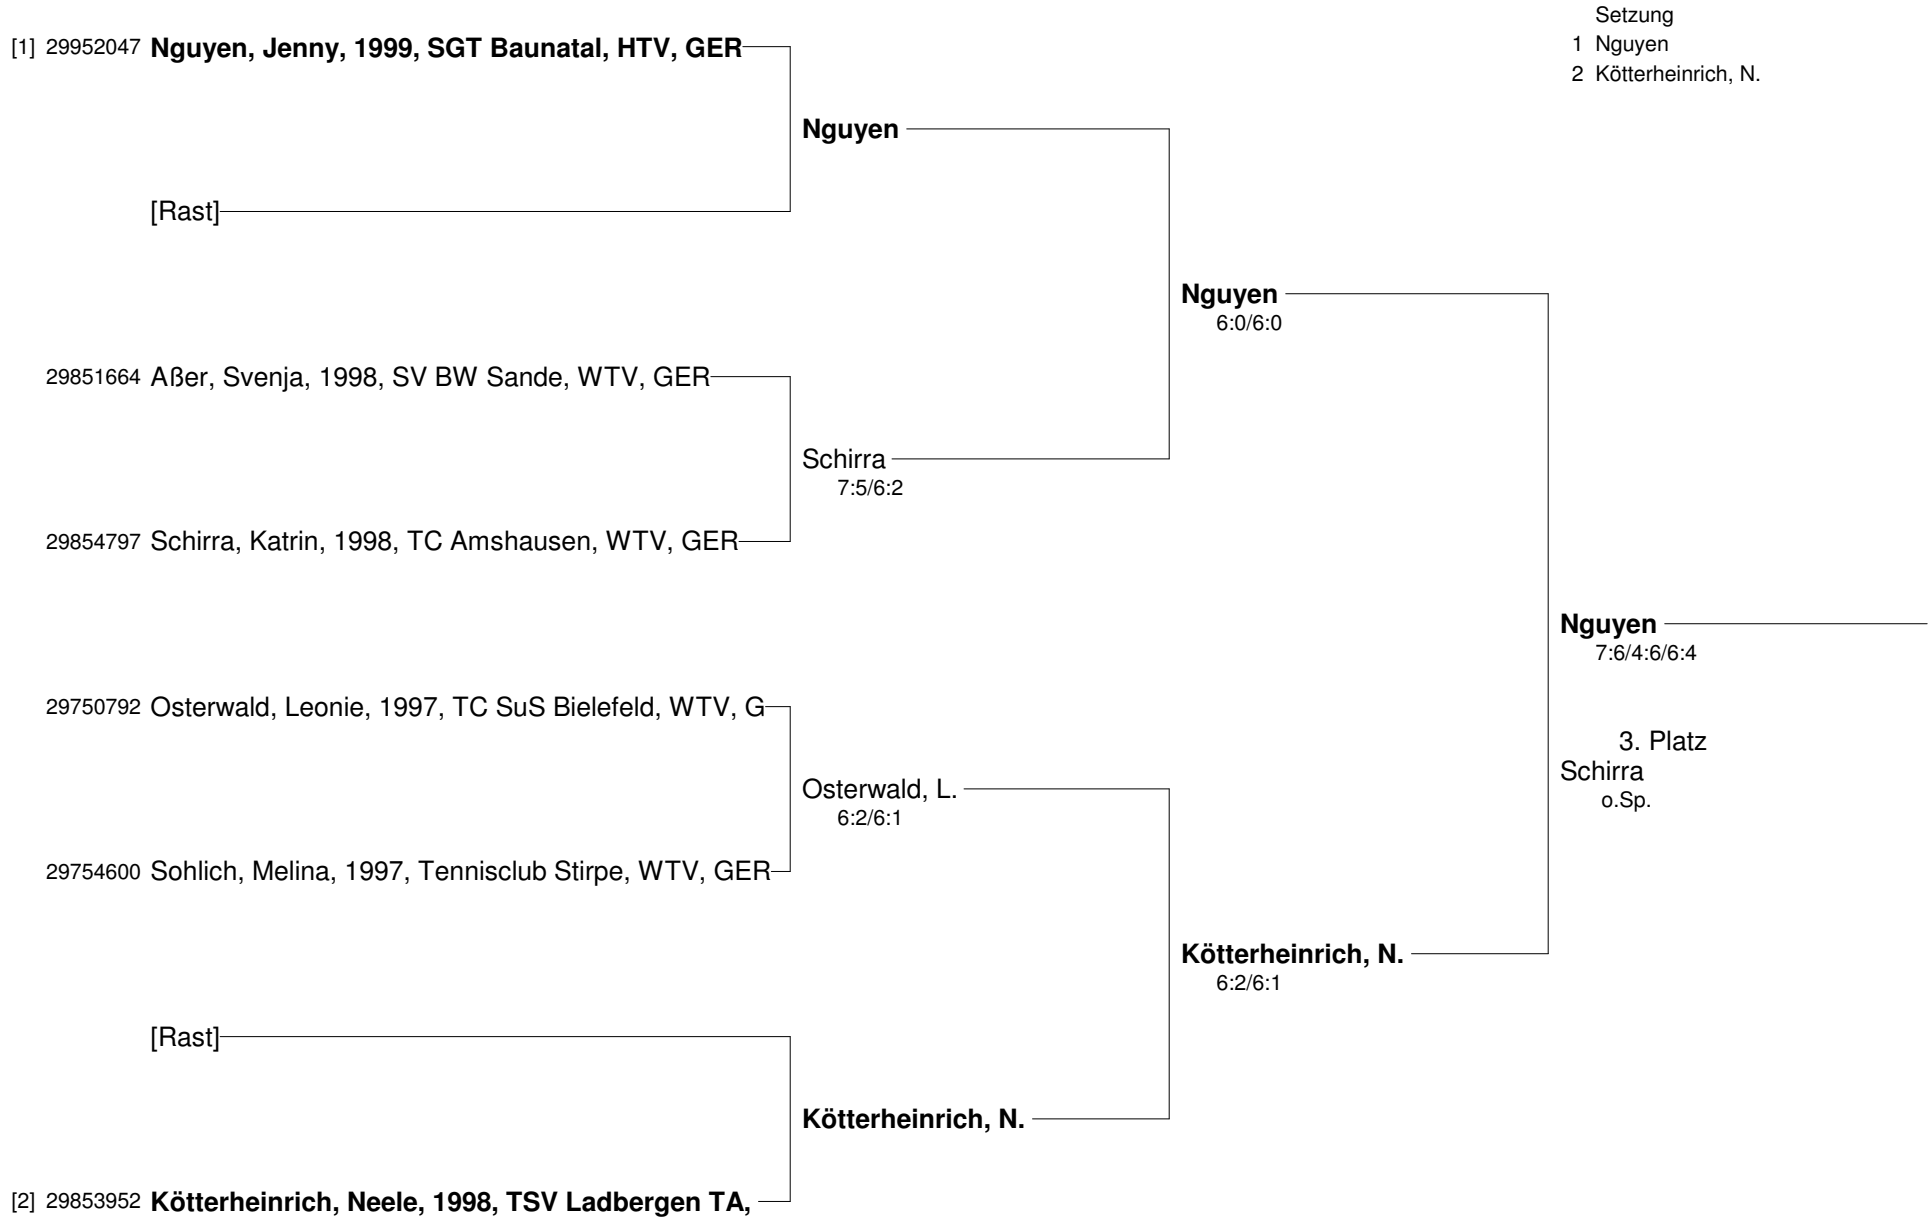 Setzung
1 Nguyen
2 Kötterheinrich, N.
[1] 29952047 Nguyen, Jenny, 1999, SGT Baunatal, HTV, GER
Nguyen
[Rast]
Nguyen
6:0/6:0
29851664 Aßer, Svenja, 1998, SV BW Sande, WTV, GER
Schirra
7:5/6:2
29854797 Schirra, Katrin, 1998, TC Amshausen, WTV, GER
Nguyen
7:6/4:6/6:4
29750792 Osterwald, Leonie, 1997, TC SuS Bielefeld, WTV, G
3. Platz
Schirra
o.Sp.
Osterwald, L.
6:2/6:1
29754600 Sohlich, Melina, 1997, Tennisclub Stirpe, WTV, GER
Kötterheinrich, N.
6:2/6:1
[Rast]
Kötterheinrich, N.
[2] 29853952 Kötterheinrich, Neele, 1998, TSV Ladbergen TA,